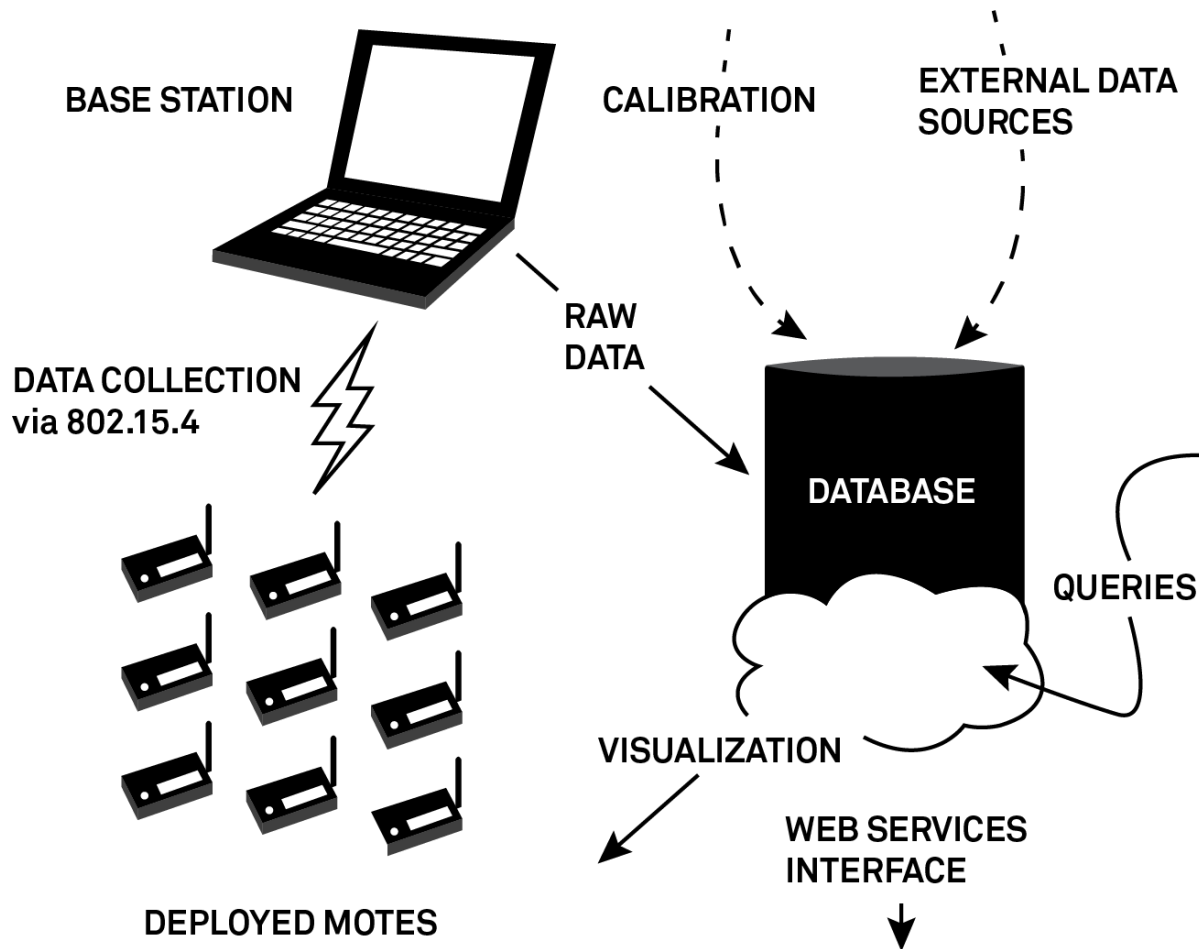 BASE STATION
CALIBRATION
EXTERNAL DATA
SOURCES
RAW
DATA
DATA COLLECTION
via 802.15.4
DATABASE
QUERIES
VISUALIZATION
WEB SERVICES
INTERFACE
DEPLOYED MOTES